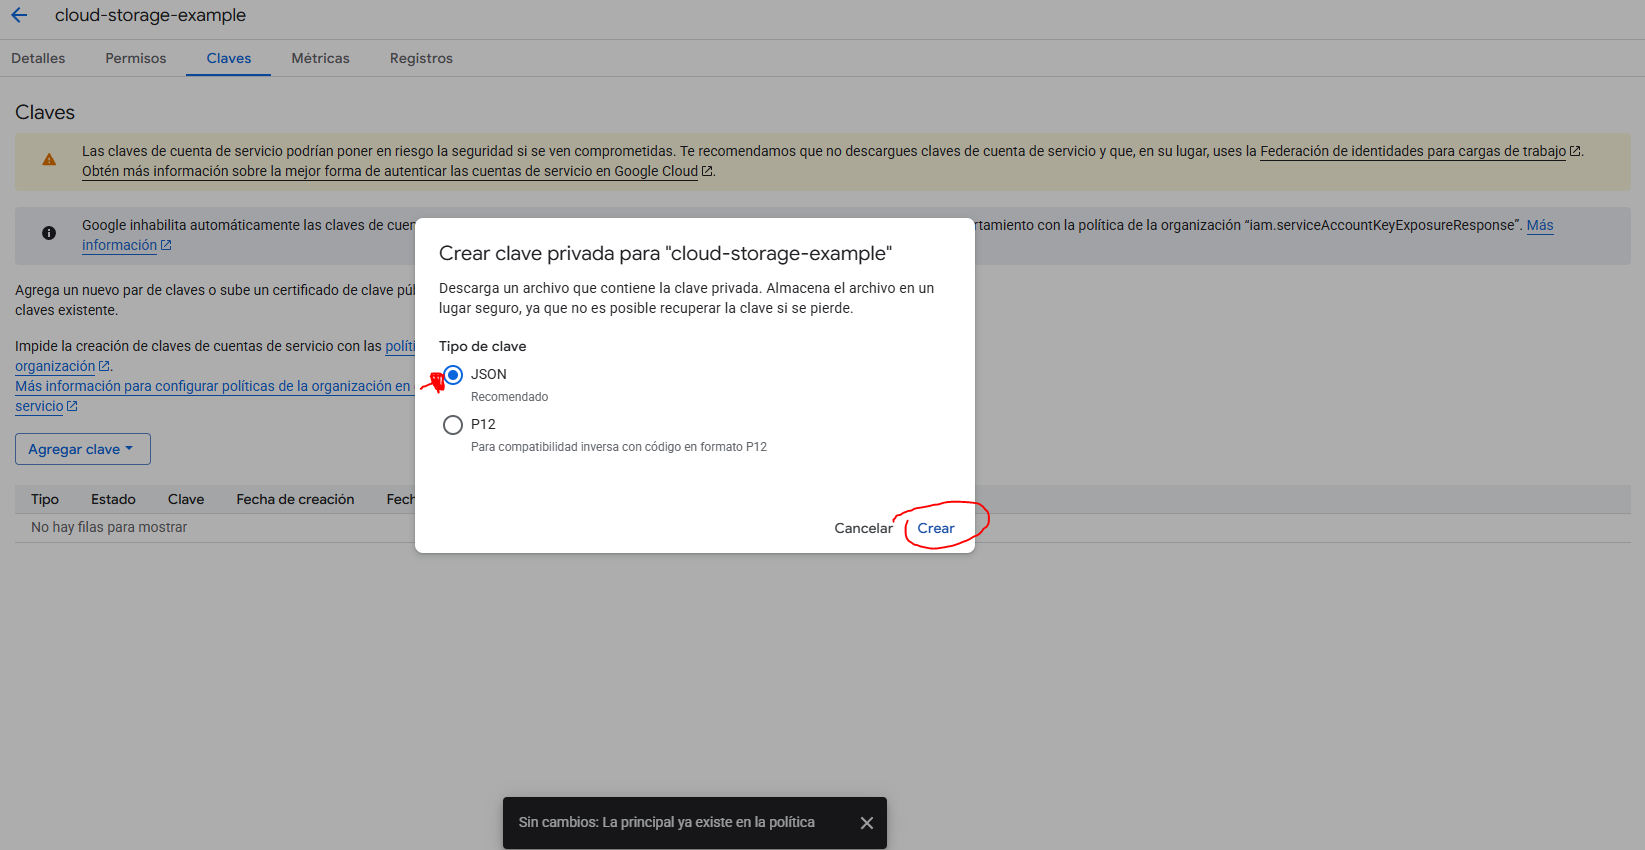 cloud-storage-example
Detalles Permisos Claves Métricas Registros
Claves
Las claves de cuenta de servicio podrían poner en riesgo la seguridad si se ven comprometidas. Te recomendamos que no descargues claves de cuenta de servicio y que, en su lugar, uses la Federación de identidades para cargas de trabajo.
Obtén más información sobre la mejor forma de autenticar las cuentas de servicio en Google Cloud.
Google inhabilita automáticamente las claves de cuen rtamiento con la política de la organización “iam.serviceAccountKeyExposureResponse”. Más
información
Agrega un nuevo par de claves o sube un certificado de clave púb
claves existente.
Impide la creación de claves de cuentas de servicio con las polít
organización.
Más información para configurar políticas de la organización en
servicio
Agregar clave
Tipo Estado Clave Fecha de creación Fech
No hay filas para mostrar
Crear clave privada para "cloud-storage-example"
Descarga un archivo que contiene la clave privada. Almacena el archivo en un
lugar seguro, ya que no es posible recuperar la clave si se pierde.
Tipo de clave
JSON
Recomendado
P12
Para compatibilidad inversa con código en formato P12
Cancelar Crear
Sin cambios: La principal ya existe en la política